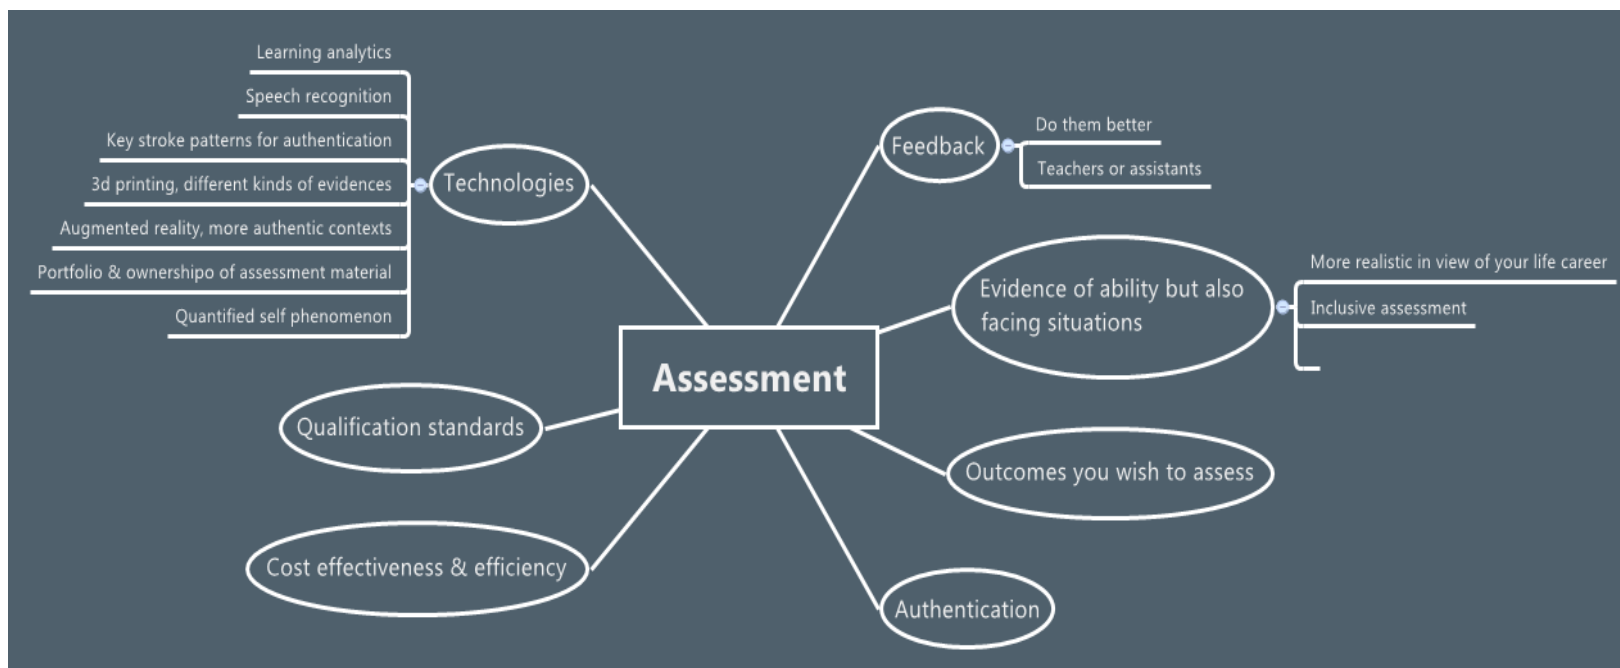 Learning analytics
Speech recognition
Key stroke patterns for authentication
3d printing, different kinds of evidences
Augmented reality, more authentic contexts
Portfolio & ownershipo of assessment material
Quantified self phenomenon
Technologies
Qualification standards
Cost effectiveness & efficiency
Assessment
Feedback
Do them better
Teachers or assistants
Evidence of ability but also
facing situations
More realistic in view of your life career
Inclusive assessment
Outcomes you wish to assess
Authentication